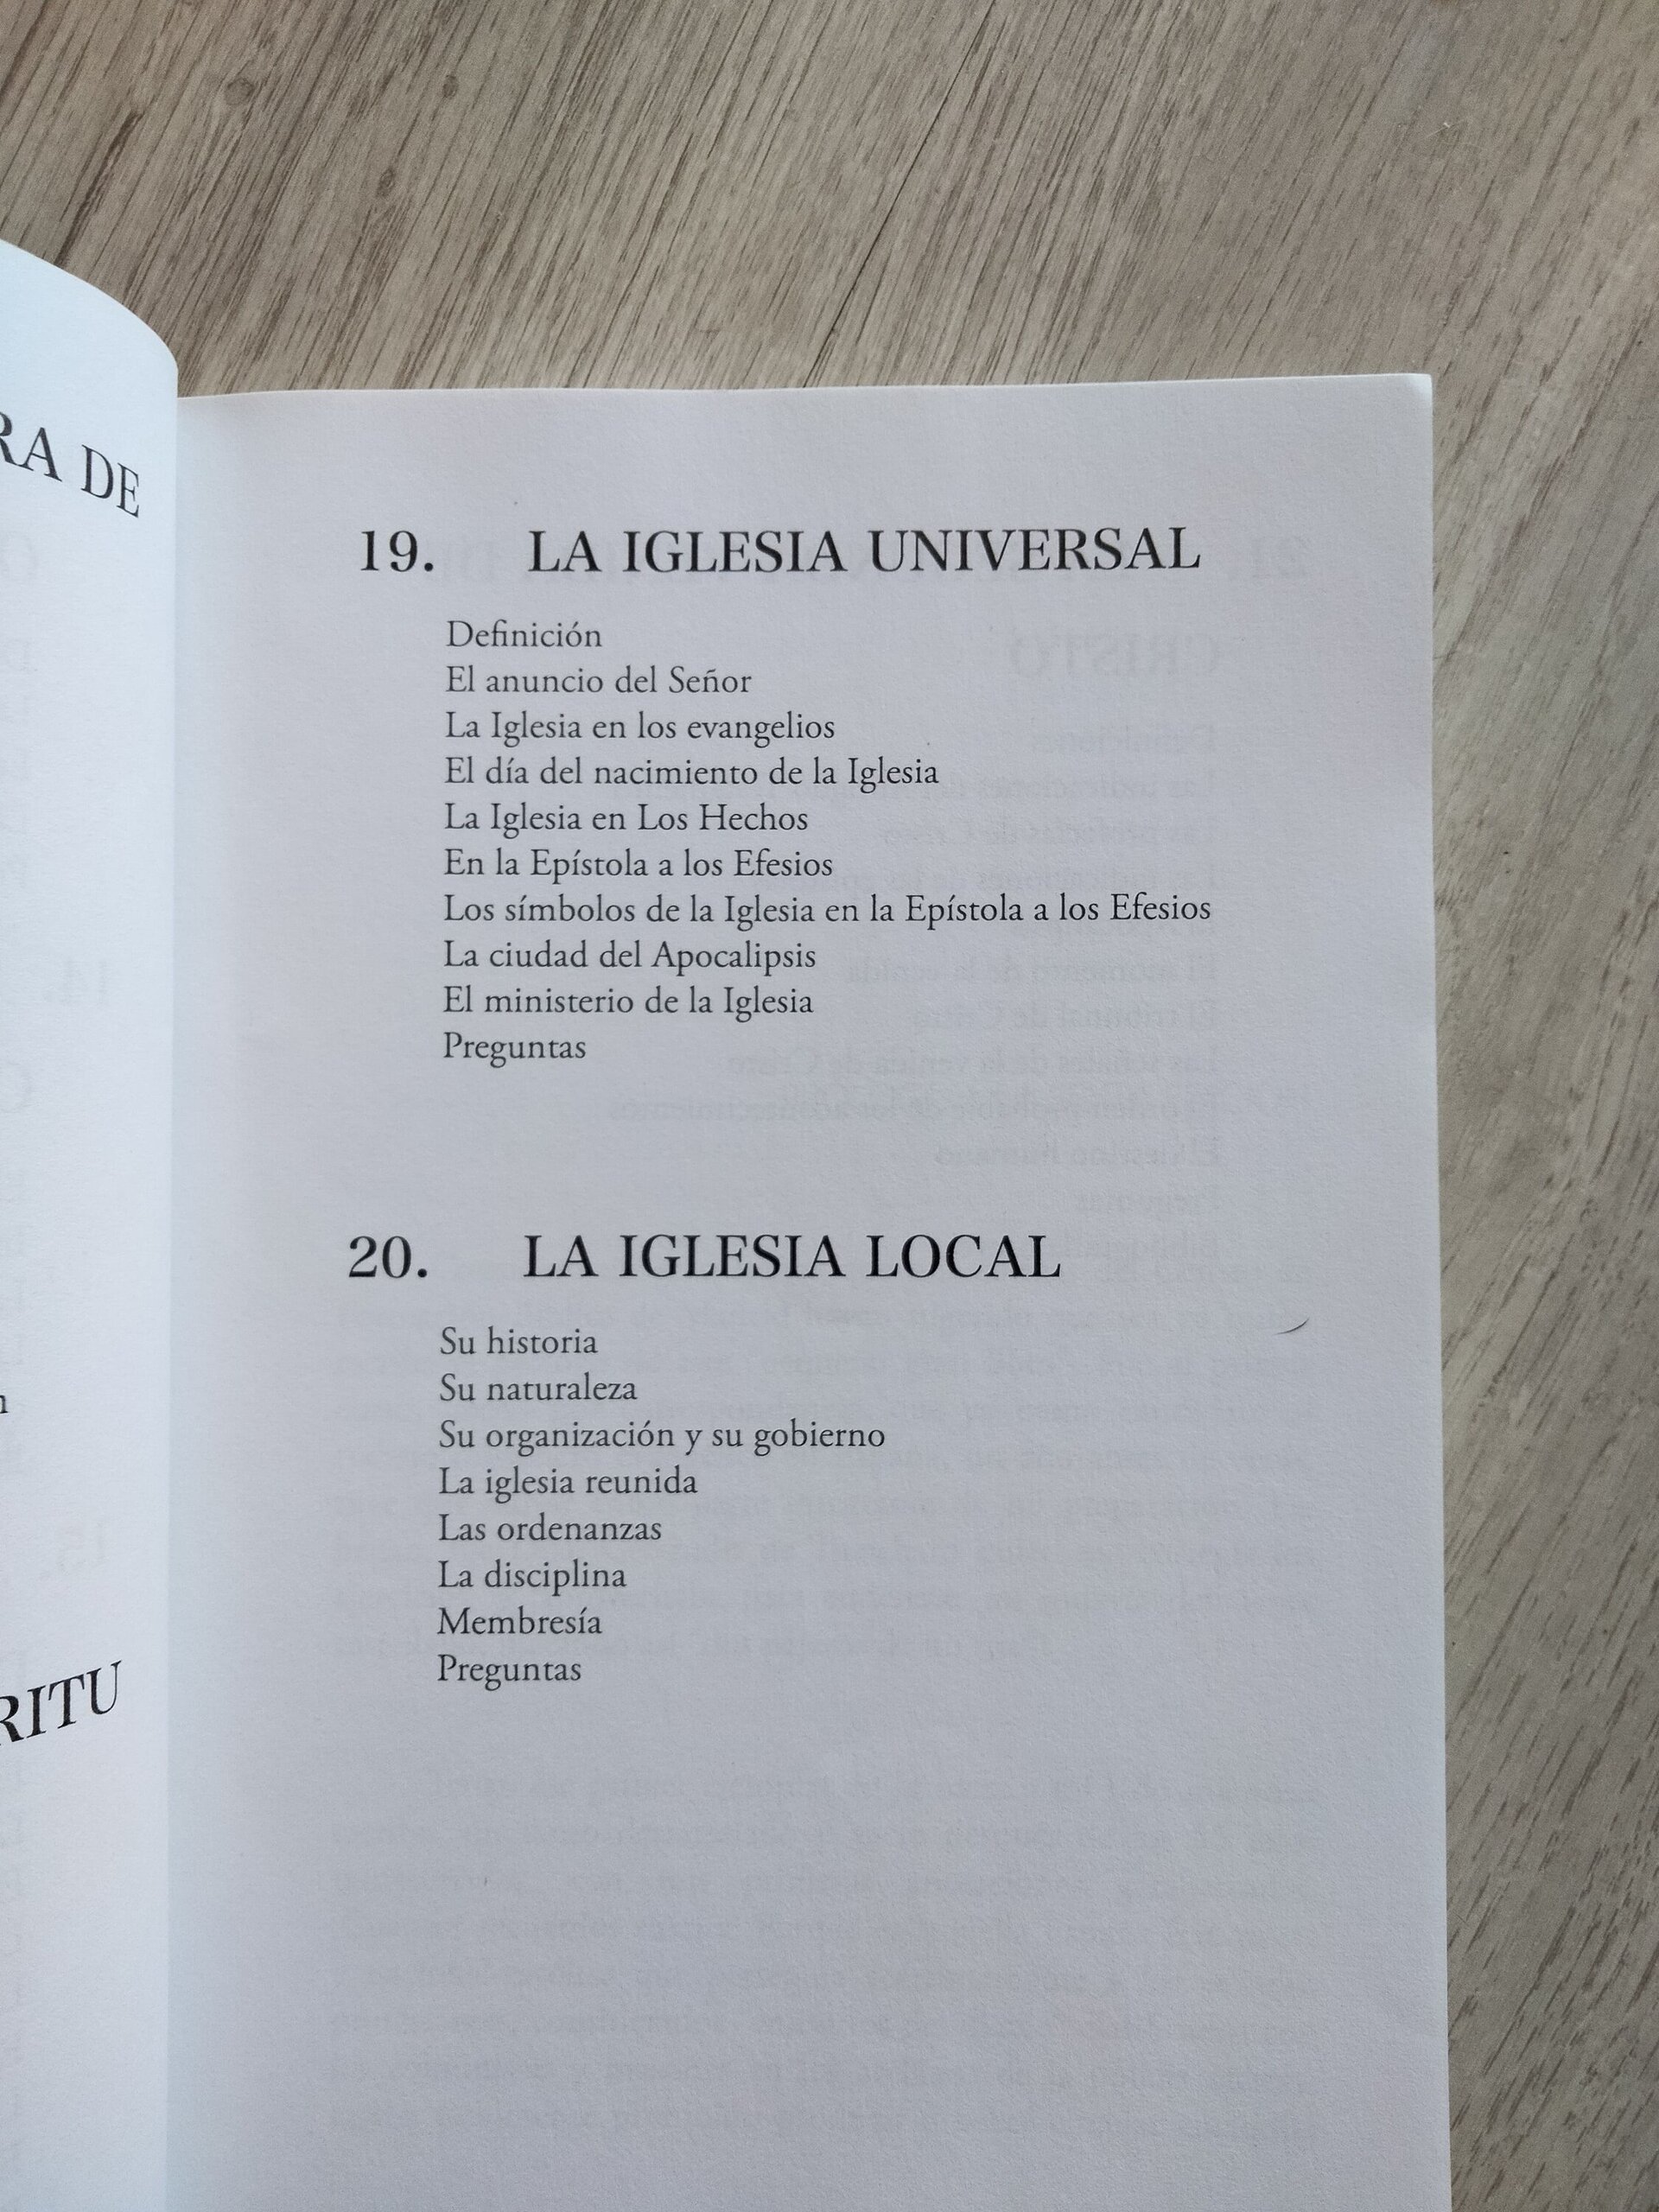 RA DE
RITU
19. LA IGLESIA UNIVERSAL
Definición
El anuncio del Señor
La Iglesia en los evangelios
El día del nacimiento de la Iglesia
La Iglesia en Los Hechos
En la Epístola a los Efesios
Los símbolos de la Iglesia en la Epístola a los Efesios
La ciudad del Apocalipsis
El ministerio de la Iglesia
Preguntas
20. LA IGLESIA LOCAL
Su historia
Su naturaleza
Su organización y su gobierno
La iglesia reunida
Las ordenanzas
La disciplina
Membresía
Preguntas